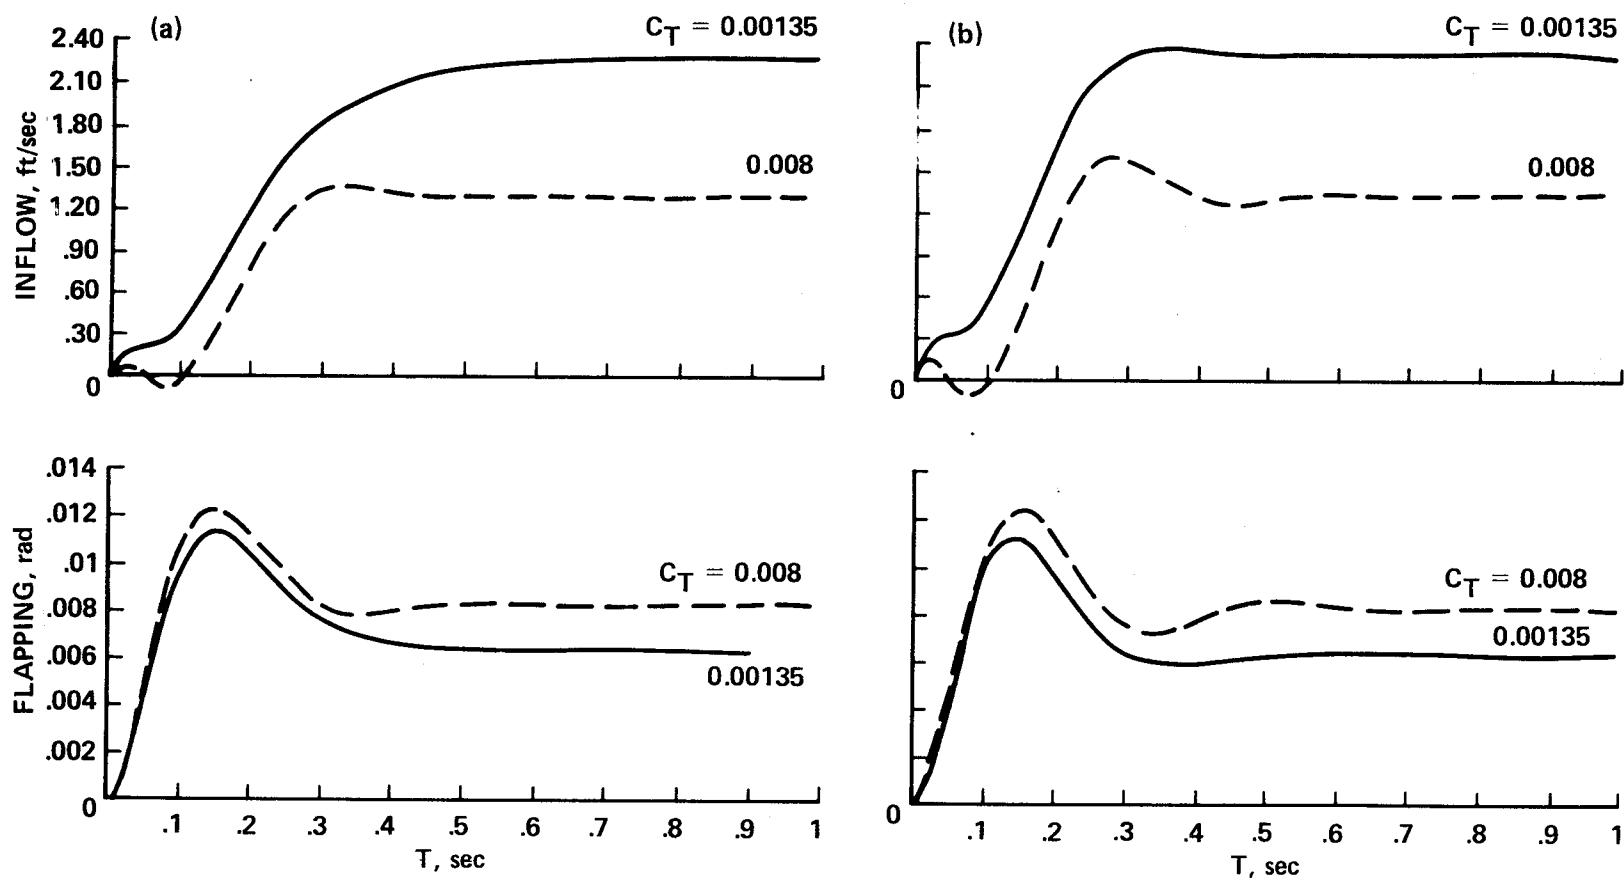 (a)
C_T = 0.00135
2.40
2.10
1.80
1.50
1.20
.90
.60
.30
0
INFLOW, ft/sec
0.008
(b)
C_T = 0.00135
0.008
0
.014
.012
.01
.008
.006
.004
.002
0
FLAPPING, rad
C_T = 0.008
0.00135
.1 .2 .3 .4 .5 .6 .7 .8 .9 1
T, sec
C_T = 0.008
0.00135
0
.1 .2 .3 .4 .5 .6 .7 .8 .9 1
T, sec